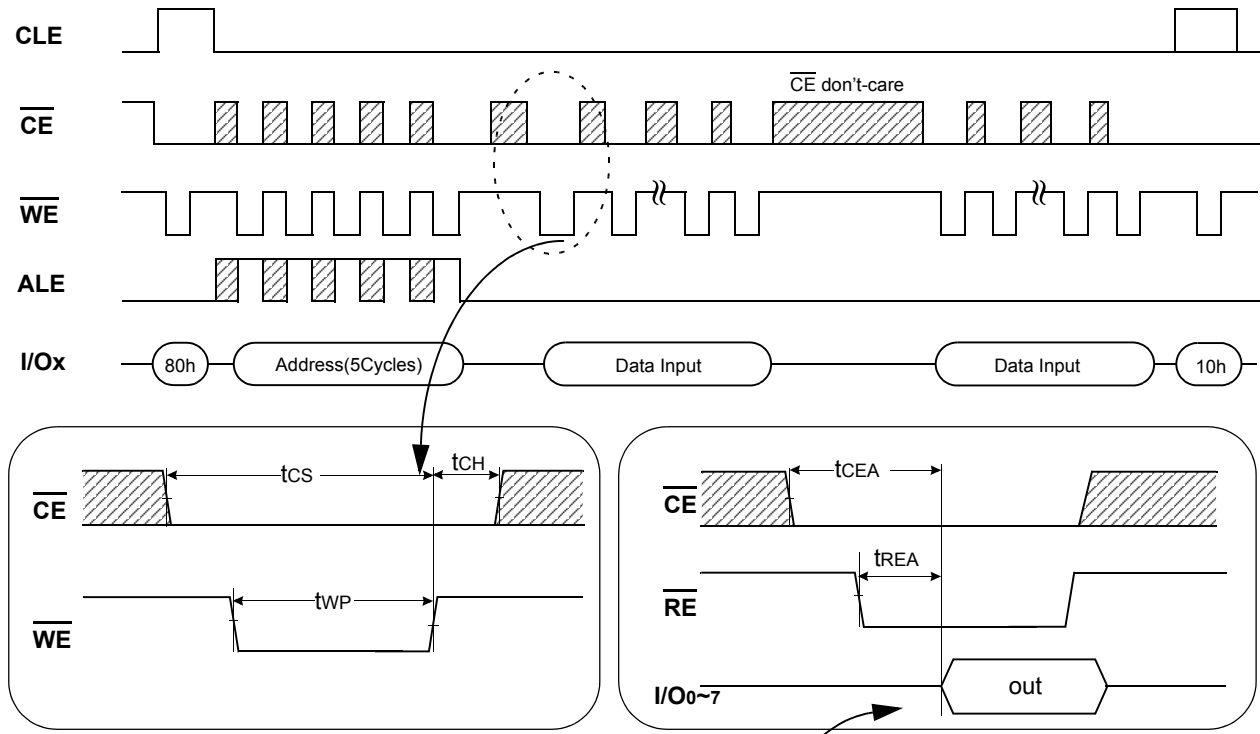 CLE
CE don't-care
CE
WE
ALE
I/Ox 80h Address(5Cycles) Data Input Data Input 10h
tCS tCH
CE
tWP
WE
tCEA
CE
tREA
RE
I/O0~7 out